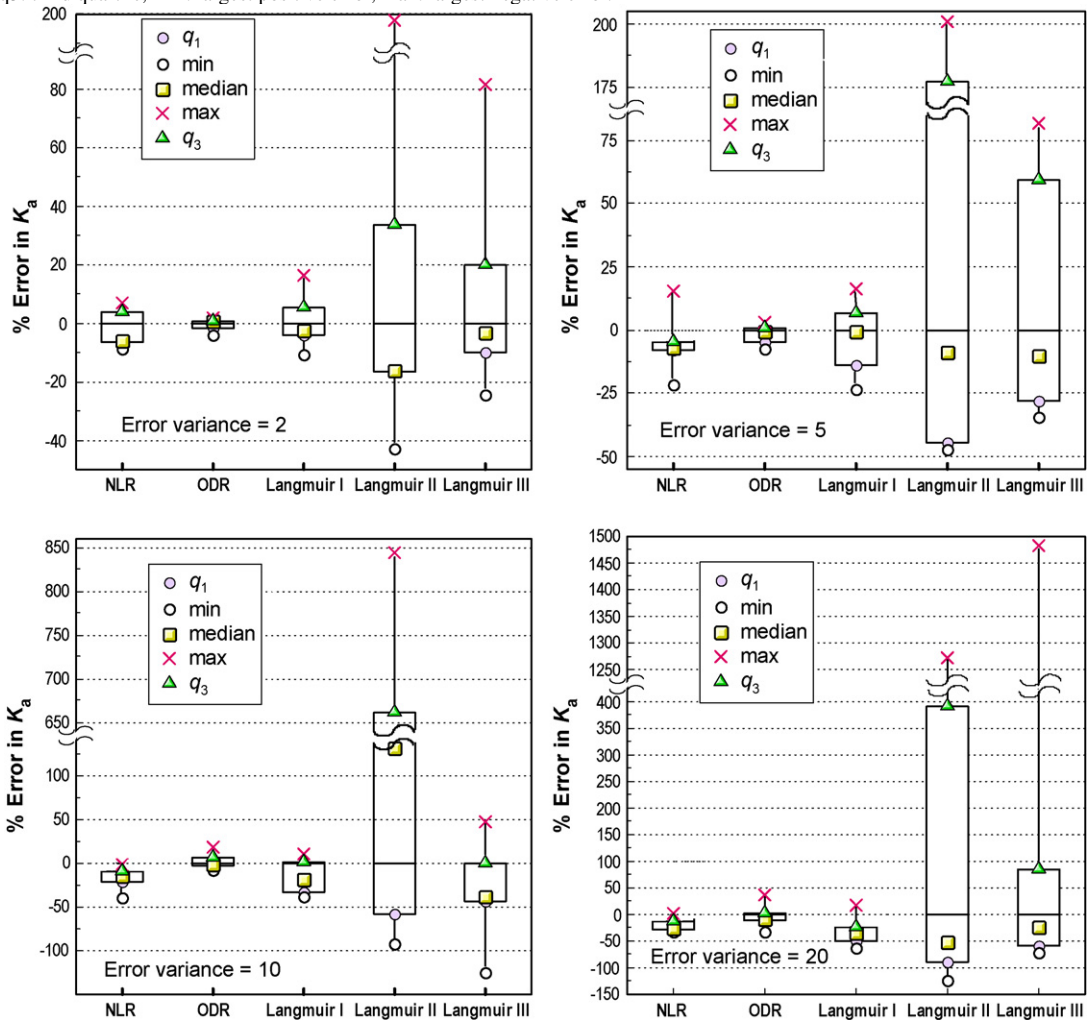 200
80
60
40
20
0
-20
-40
% Error in Ka
q1
min
median
max
q3
Error variance = 2
NLR ODR Langmuir I Langmuir II Langmuir III
200
175
75
50
25
0
-25
-50
% Error in Ka
q1
min
median
max
q3
Error variance = 5
NLR ODR Langmuir I Langmuir II Langmuir III
850
800
750
700
650
100
50
0
-50
-100
% Error in Ka
q1
min
median
max
q3
Error variance = 10
NLR ODR Langmuir I Langmuir II Langmuir III
1500
1450
1400
1350
1300
1250
400
350
300
250
200
150
100
50
0
-50
-100
-150
% Error in Ka
q1
min
median
max
q3
Error variance = 20
NLR ODR Langmuir I Langmuir II Langmuir III